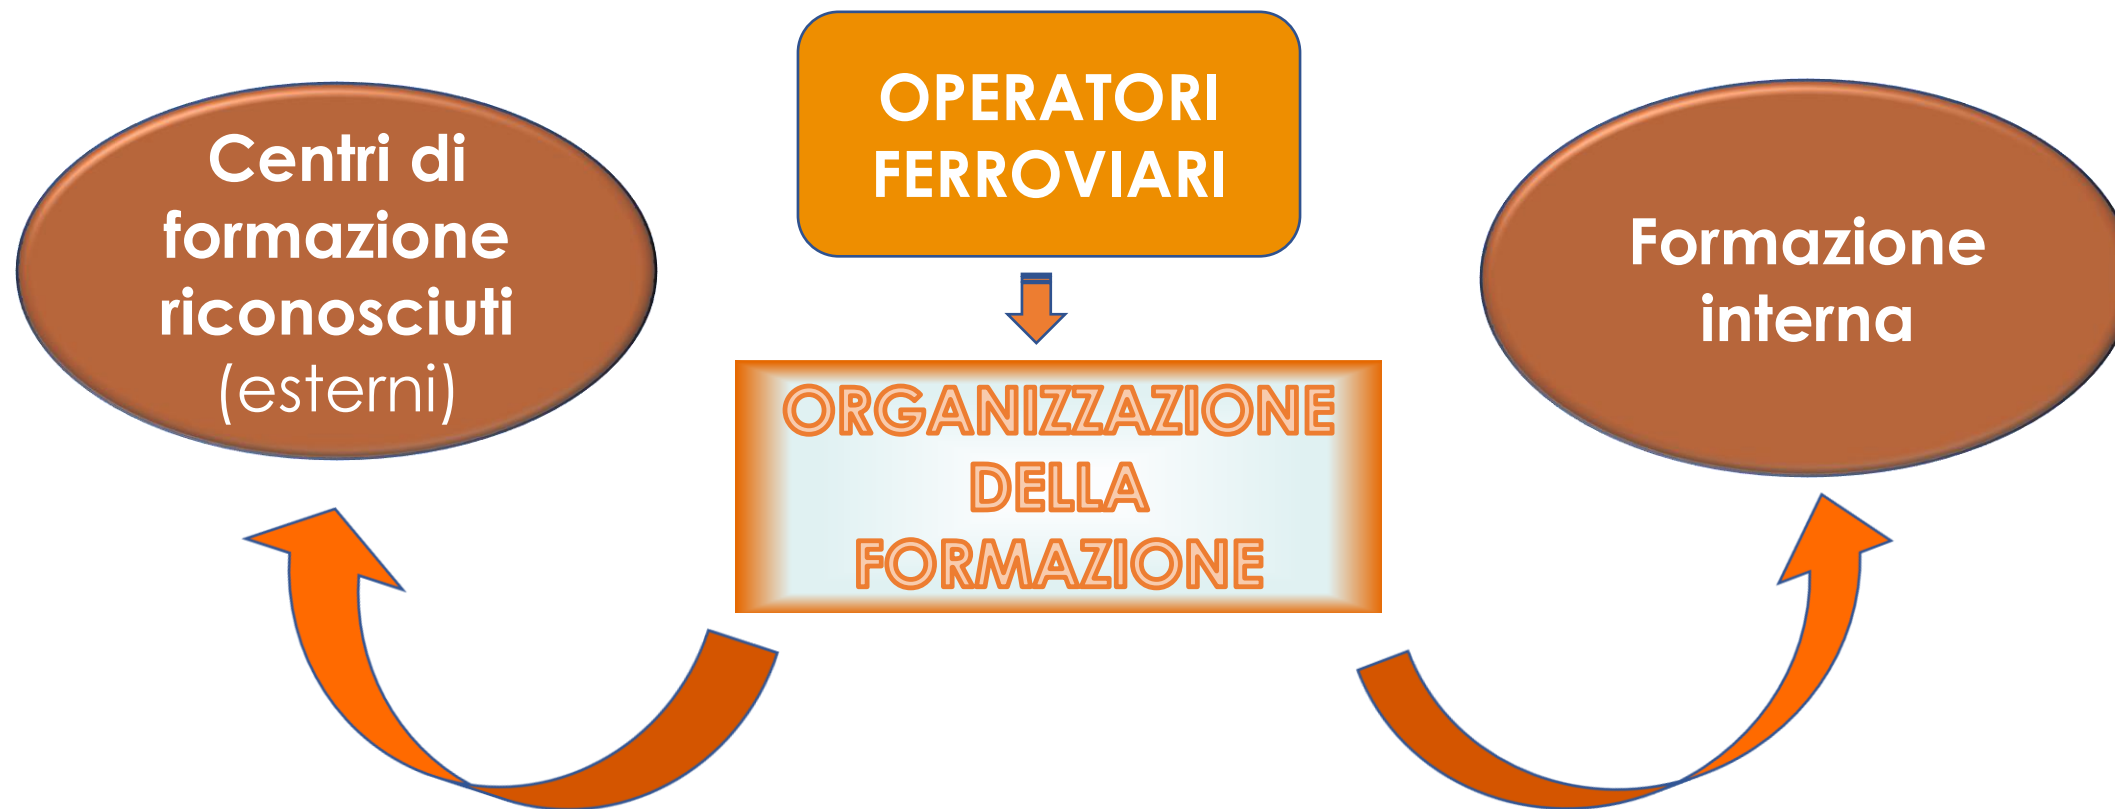 Centri di
formazione
riconosciuti
(esterni)
OPERATORI
FERROVIARI
ORGANIZZAZIONE
DELLA
FORMAZIONE
Formazione
interna